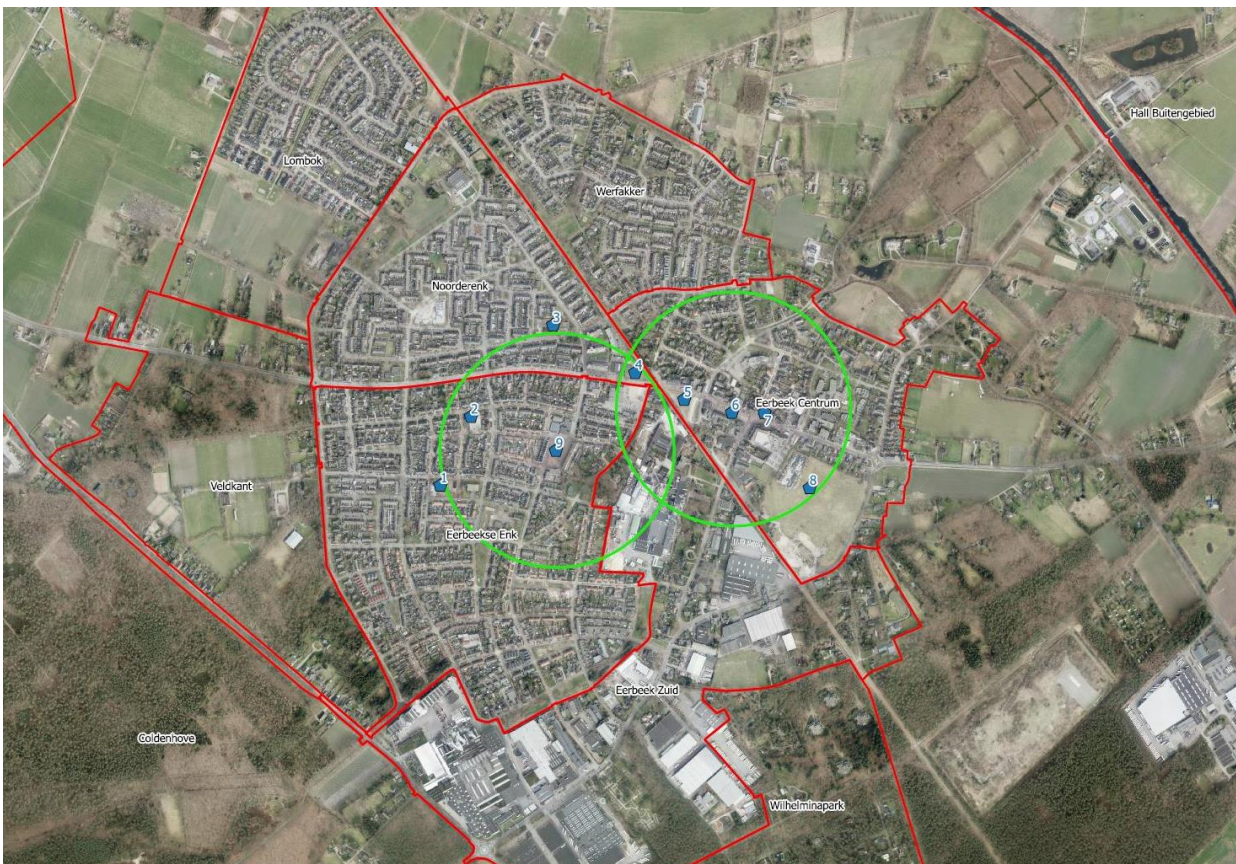 Hall Buitengebied
Lombok
Werfakker
Noorderenk
3
4
5
6
Eerbeek Centrum
7
2
9
1
8
Veldkant
Eerbeekse Enk
Eerbeek Zuid
Coldenhove
Wilhelminapark